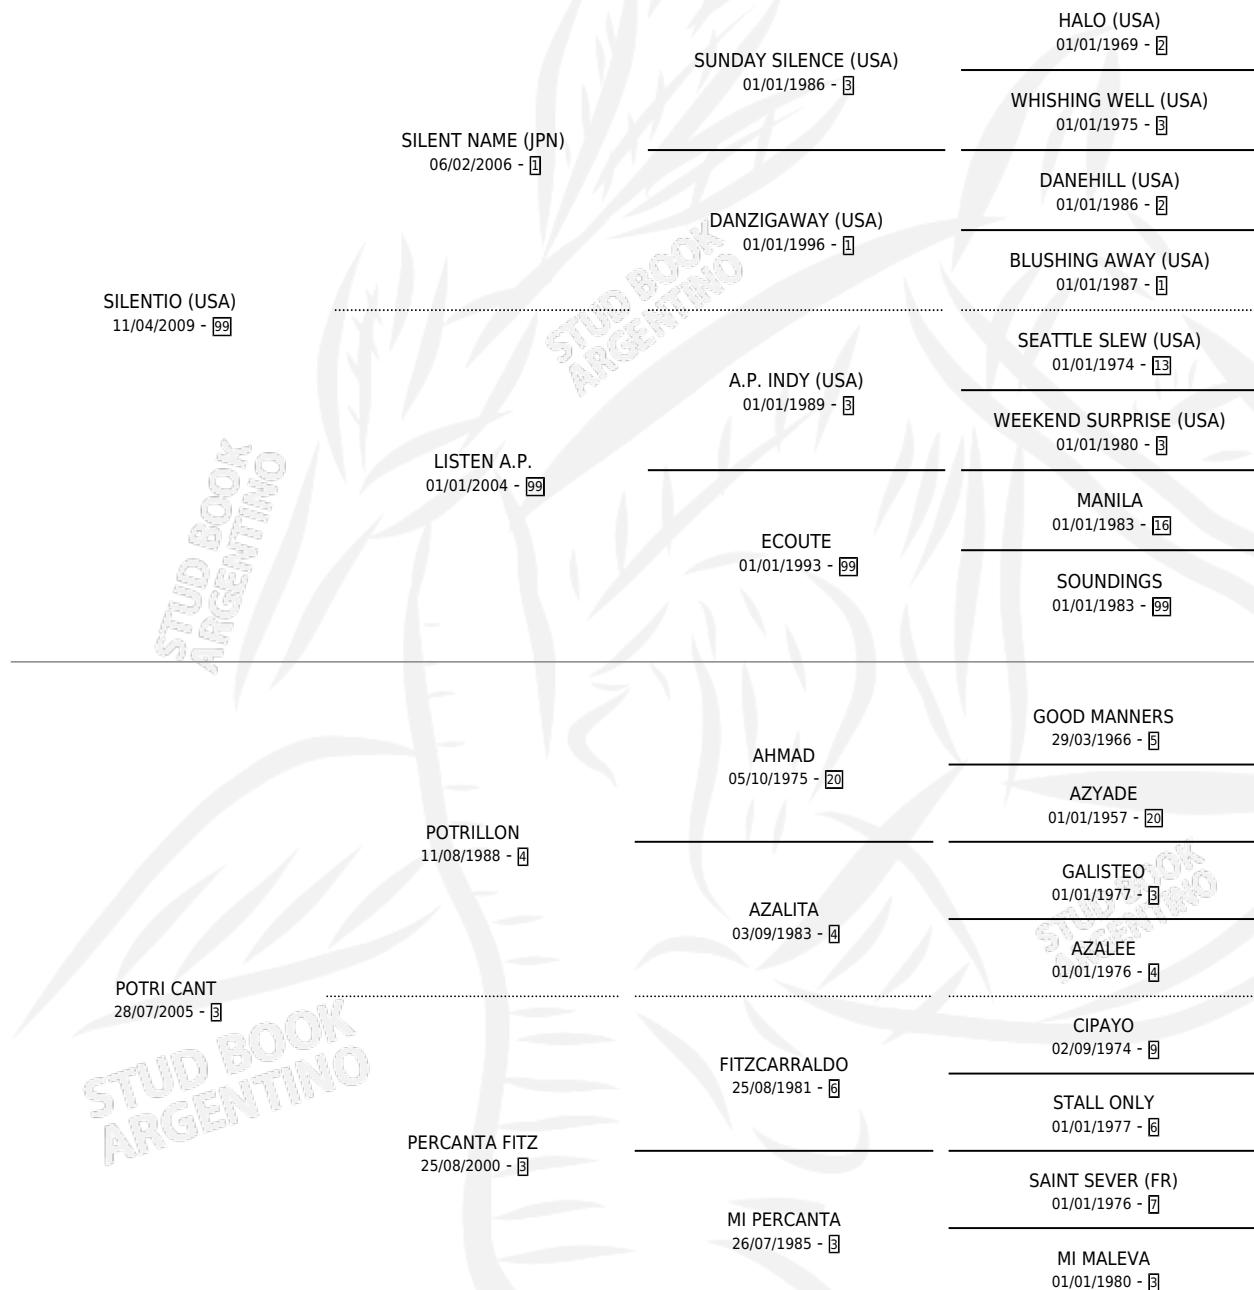 HALO (USA)
01/01/1969 - 2
SUNDAY SILENCE (USA)
01/01/1986 - 3
WHISHING WELL (USA)
01/01/1975 - 3
SILENT NAME (JPN)
06/02/2006 - 1
DANEHILL (USA)
01/01/1986 - 2
DANZIGAWAY (USA)
01/01/1996 - 1
BLUSHING AWAY (USA)
01/01/1987 - 1
SILENTIO (USA)
11/04/2009 - 99
SEATTLE SLEW (USA)
01/01/1974 - 13
A.P. INDY (USA)
01/01/1989 - 3
WEEKEND SURPRISE (USA)
01/01/1980 - 3
LISTEN A.P.
01/01/2004 - 99
MANILA
01/01/1983 - 16
ECOUTE
01/01/1993 - 99
SOUNDINGS
01/01/1983 - 99
GOOD MANNERS
29/03/1966 - 5
AHMAD
05/10/1975 - 20
AZYADE
01/01/1957 - 20
POTRILLON
11/08/1988 - 4
GALISTEO
01/01/1977 - 3
AZALITA
03/09/1983 - 4
AZALEE
01/01/1976 - 4
POTRI CANT
28/07/2005 - 3
CIPAYO
02/09/1974 - 9
FITZCARRALDO
25/08/1981 - 6
STALL ONLY
01/01/1977 - 6
PERCANTA FITZ
25/08/2000 - 3
SAINT SEVER (FR)
01/01/1976 - 7
MI PERCANTA
26/07/1985 - 3
MI MALEVA
01/01/1980 - 3
STUD BOOK
ARGENTINO
STUD BOOK
ARGENTINO
STUD BOOK
ARGENTINO
STUD BOOK
ARGENTINO